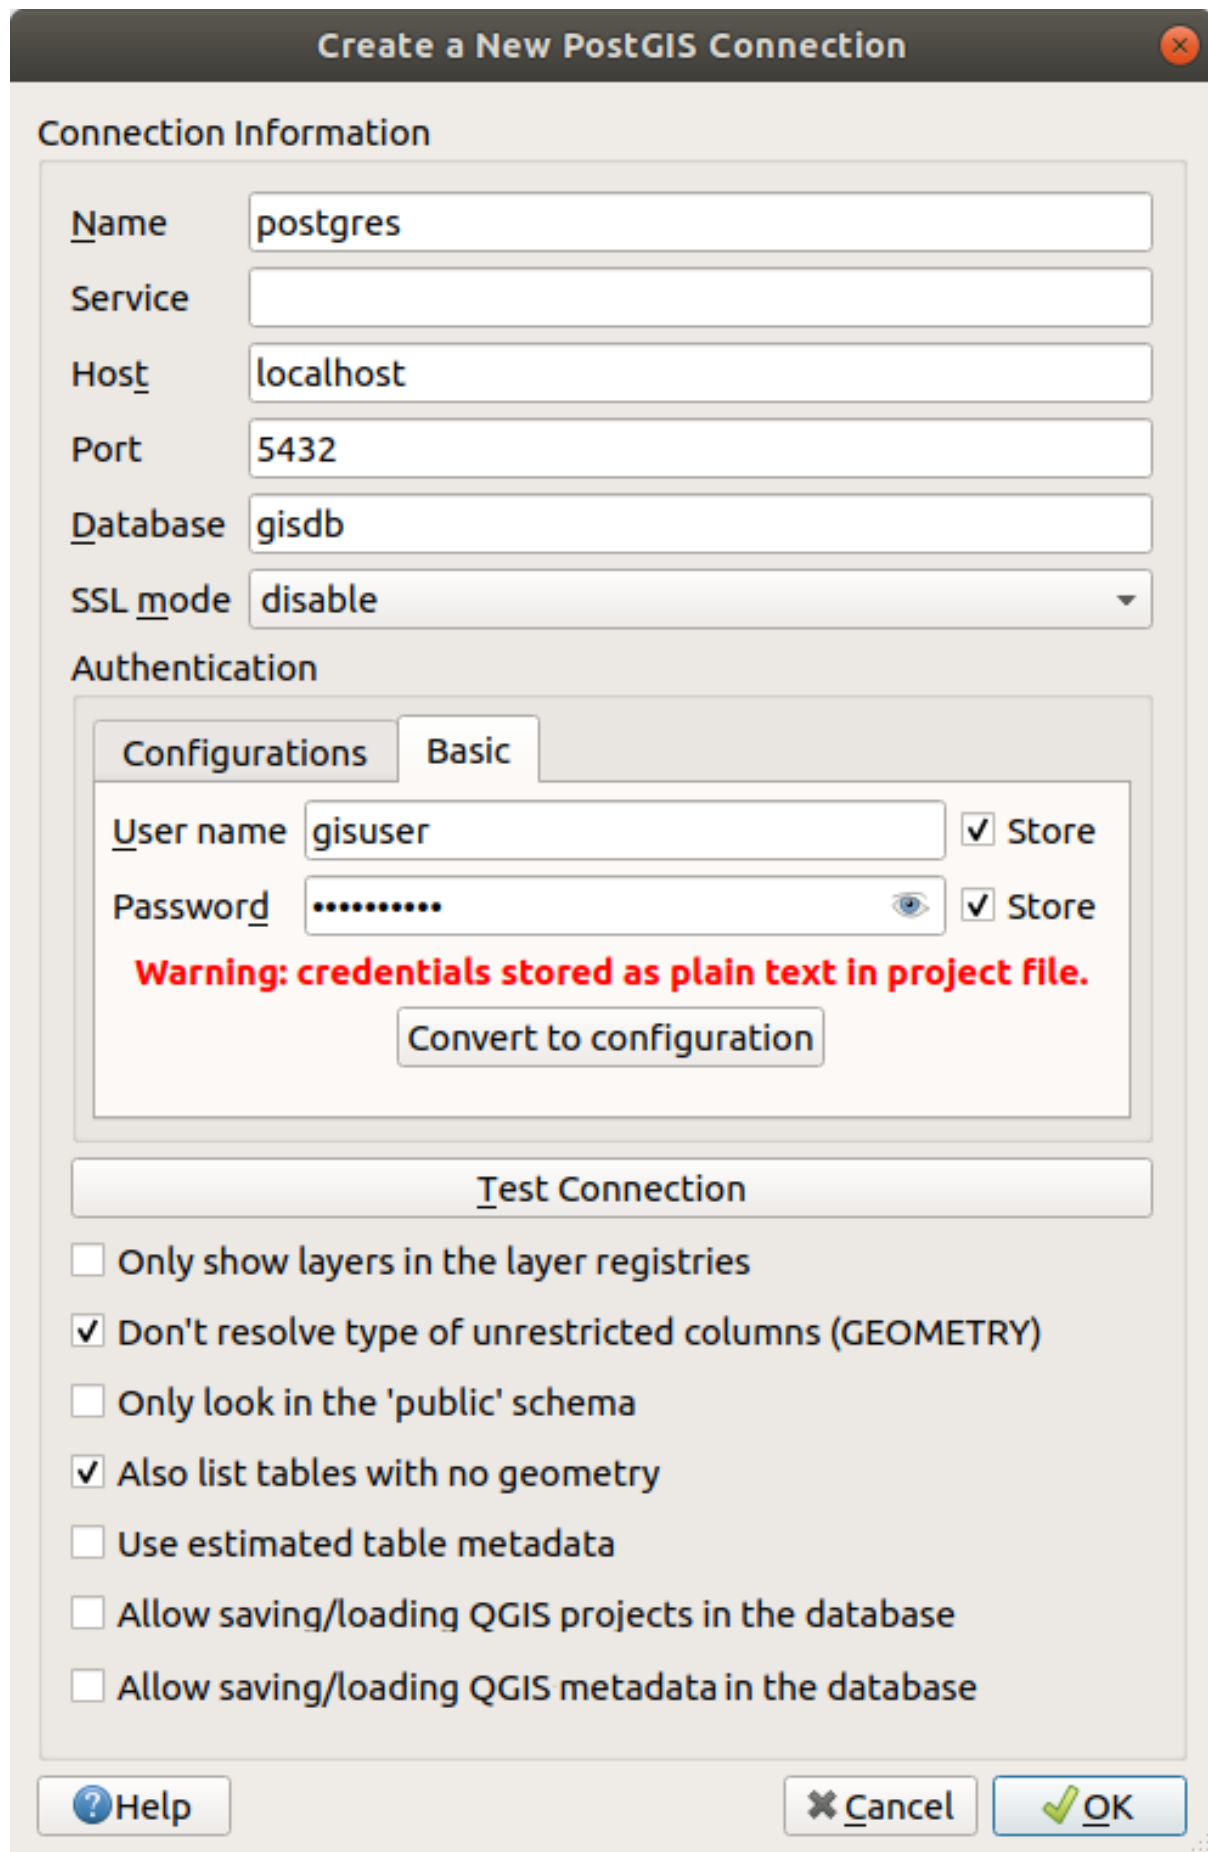 Create a New PostGIS Connection
Connection Information
Name postgres
Service
Host localhost
Port 5432
Database gisdb
SSL mode disable
Authentication
Configurations Basic
User name gisuser Store
Password •••••••••• Store
Warning: credentials stored as plain text in project file.
Convert to configuration
Test Connection
Only show layers in the layer registries
Don't resolve type of unrestricted columns (GEOMETRY)
Only look in the 'public' schema
Also list tables with no geometry
Use estimated table metadata
Allow saving/loading QGIS projects in the database
Allow saving/loading QGIS metadata in the database
Help Cancel OK